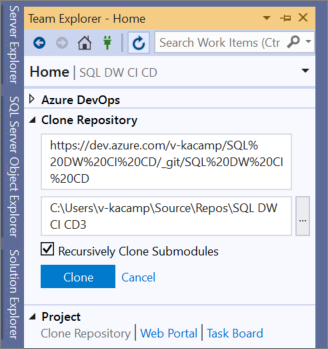 Server Explorer
SQL Server Object Explorer
Solution Explorer
Team Explorer - Home
Search Work Items (Ctr
Home | SQL DW CI CD
Azure DevOps
Clone Repository
https://dev.azure.com/v-kacamp/SQL%
20DW%20CI%20CD/_git/SQL%20DW%20CI
%20CD
C:\Users\v-kacamp\Source\Repos\SQL DW
CI CD3
...
Recursively Clone Submodules
Clone Cancel
Project
Clone Repository | Web Portal | Task Board